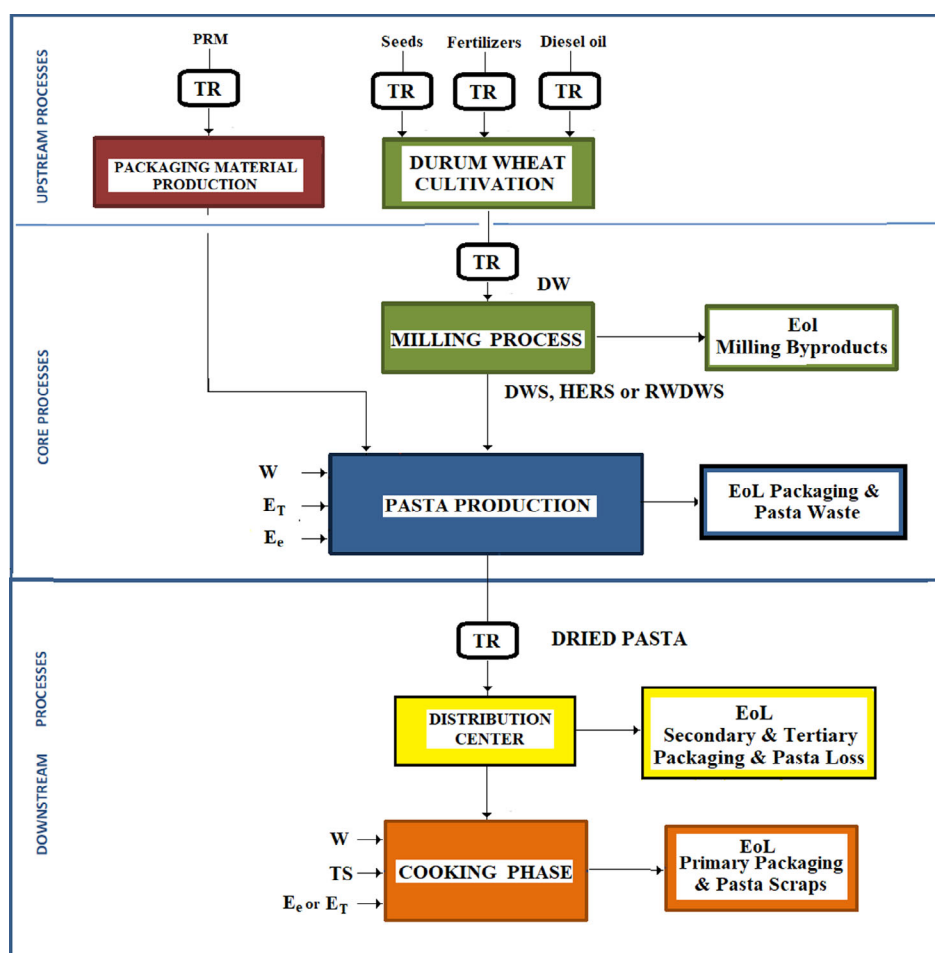 UPSTREAM PROCESSES
PRM
Seeds
Fertilizers
Diesel oil
TR
TR
TR
TR
PACKAGING MATERIAL
PRODUCTION
DURUM WHEAT
CULTIVATION
CORE PROCESSES
TR
DW
MILLING PROCESS
EoI
Milling Byproducts
DWS, HERS or RWDWS
W
ET
Ee
PASTA PRODUCTION
EoL Packaging &
Pasta Waste
DOWNSTREAM PROCESSES
TR
DRIED PASTA
DISTRIBUTION
CENTER
EoL
Secondary & Tertiary
Packaging & Pasta Loss
W
TS
Ee or ET
COOKING PHASE
EoL
Primary Packaging
& Pasta Scraps